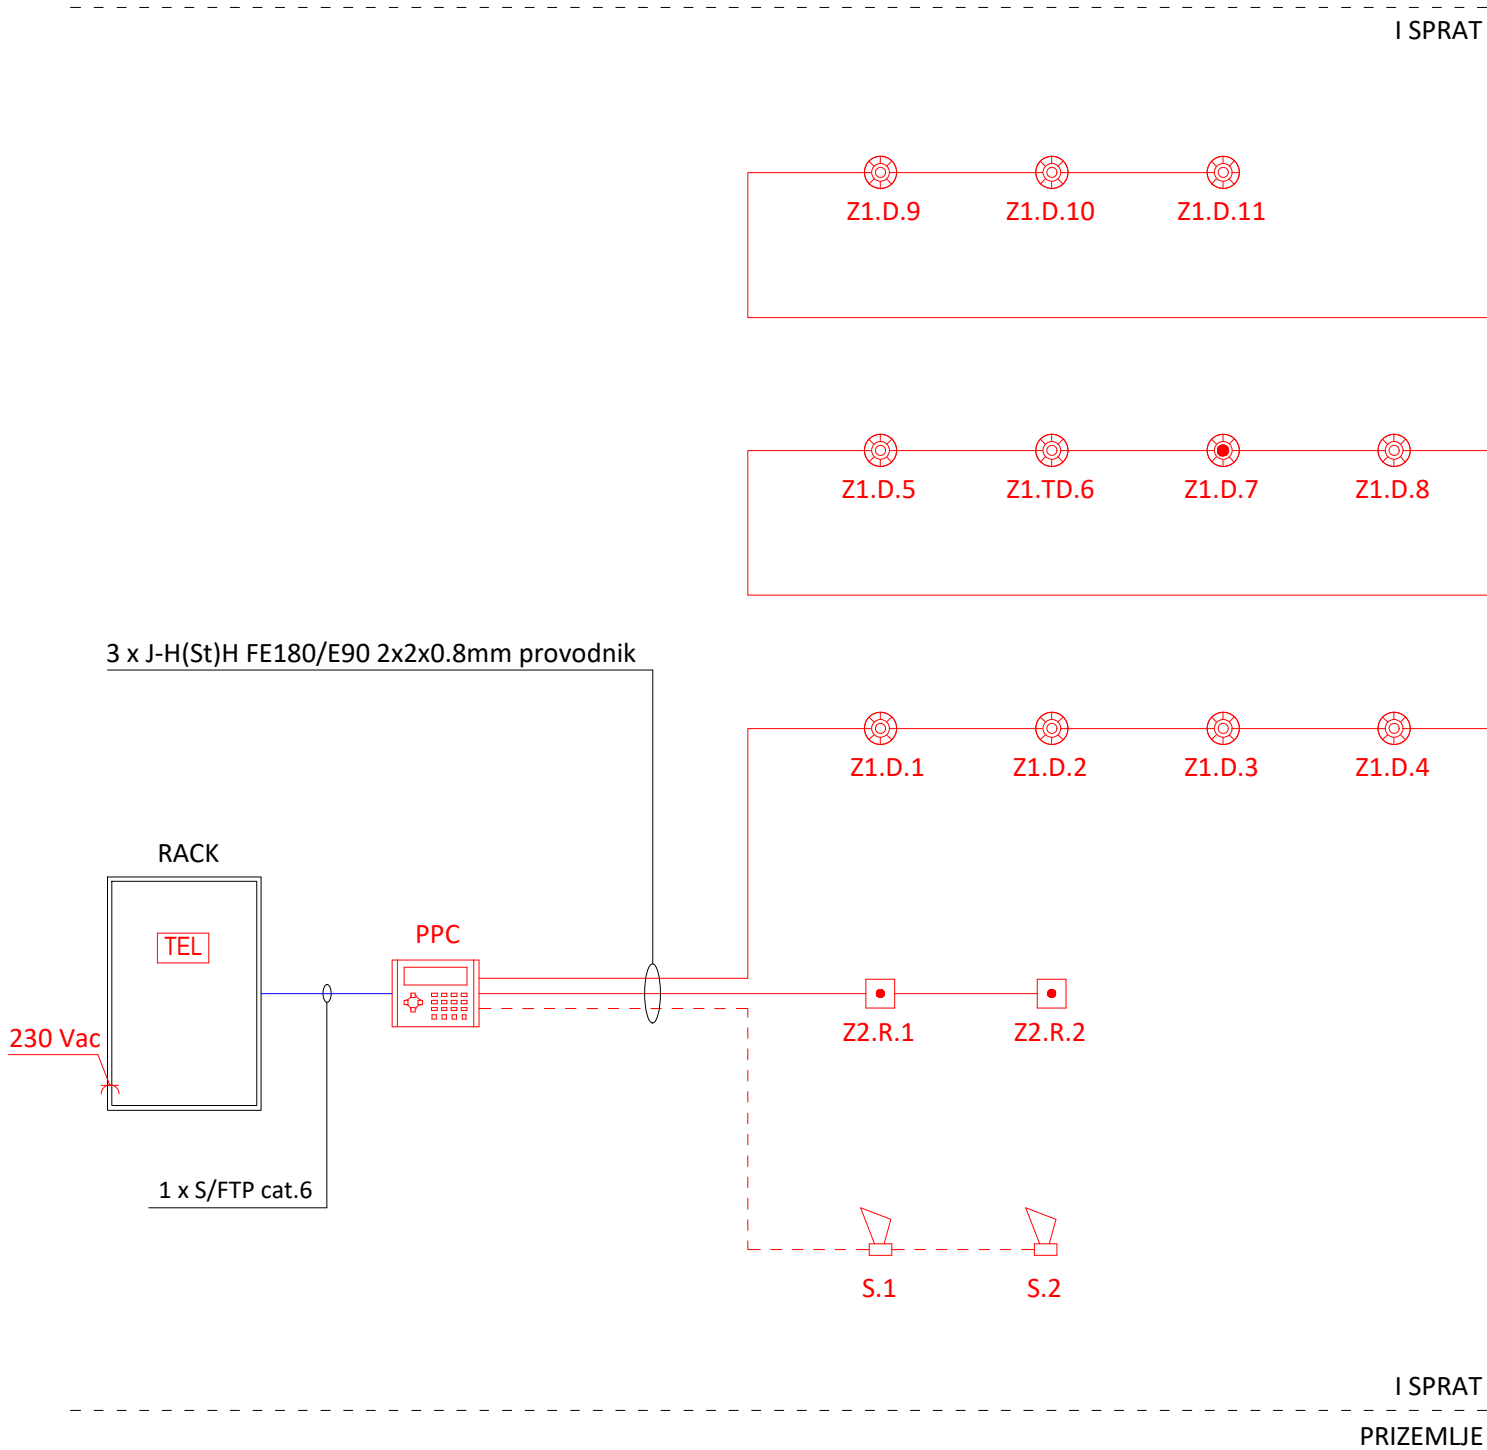 I SPRAT
Z1.D.9
Z1.D.10
Z1.D.11
Z1.D.5
Z1.TD.6
Z1.D.7
Z1.D.8
3 x J-H(St)H FE180/E90 2x2x0.8mm provodnik
Z1.D.1
Z1.D.2
Z1.D.3
Z1.D.4
RACK
TEL
PPC
230 Vac
Z2.R.1
Z2.R.2
1 x S/FTP cat.6
S.1
S.2
I SPRAT
PRIZEMLJE